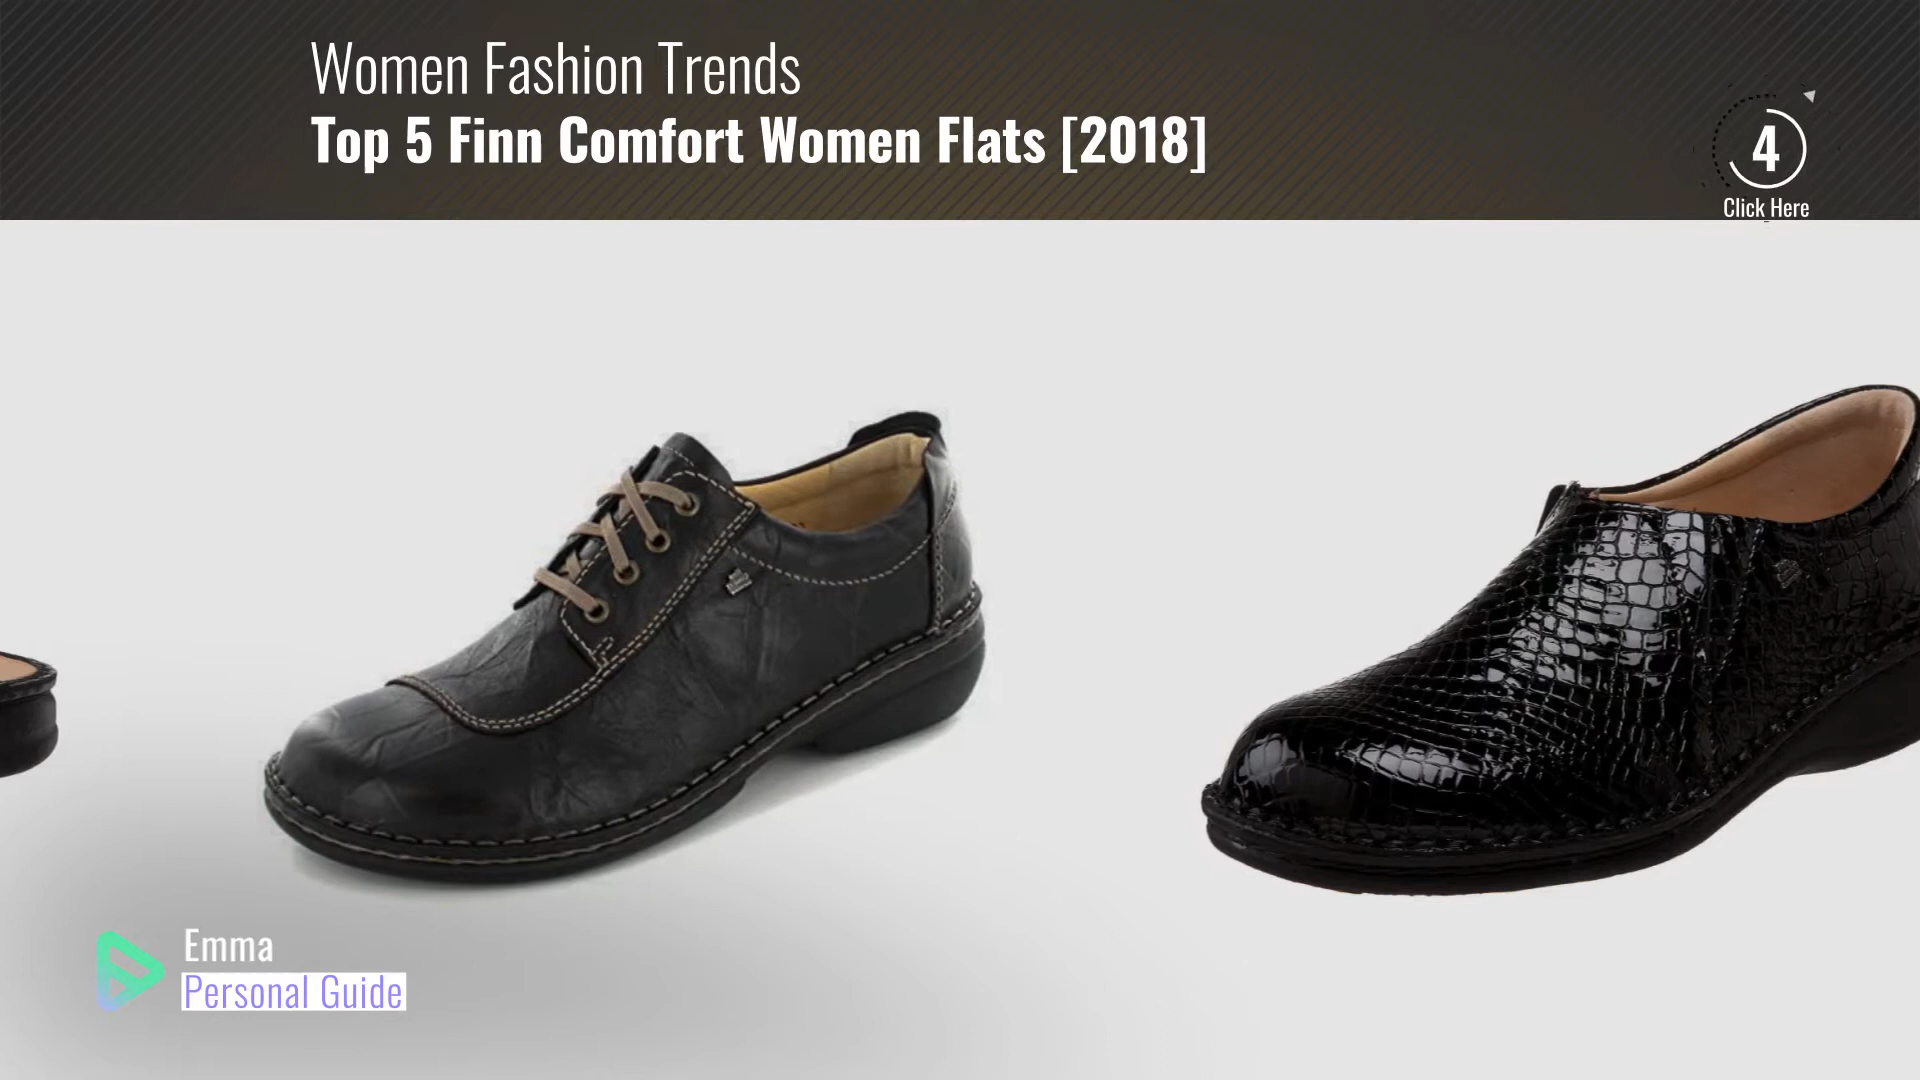 Women Fashion Trends
Top 5 Finn Comfort Women Flats [2018]
4
Click Here
Emma
Personal Guide